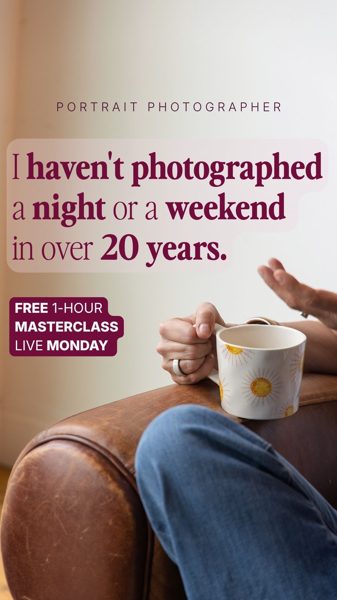 PORTRAIT PHOTOGRAPHER
I haven't photographed
a night or a weekend
in over 20 years.
FREE 1-HOUR
MASTERCLASS
LIVE MONDAY